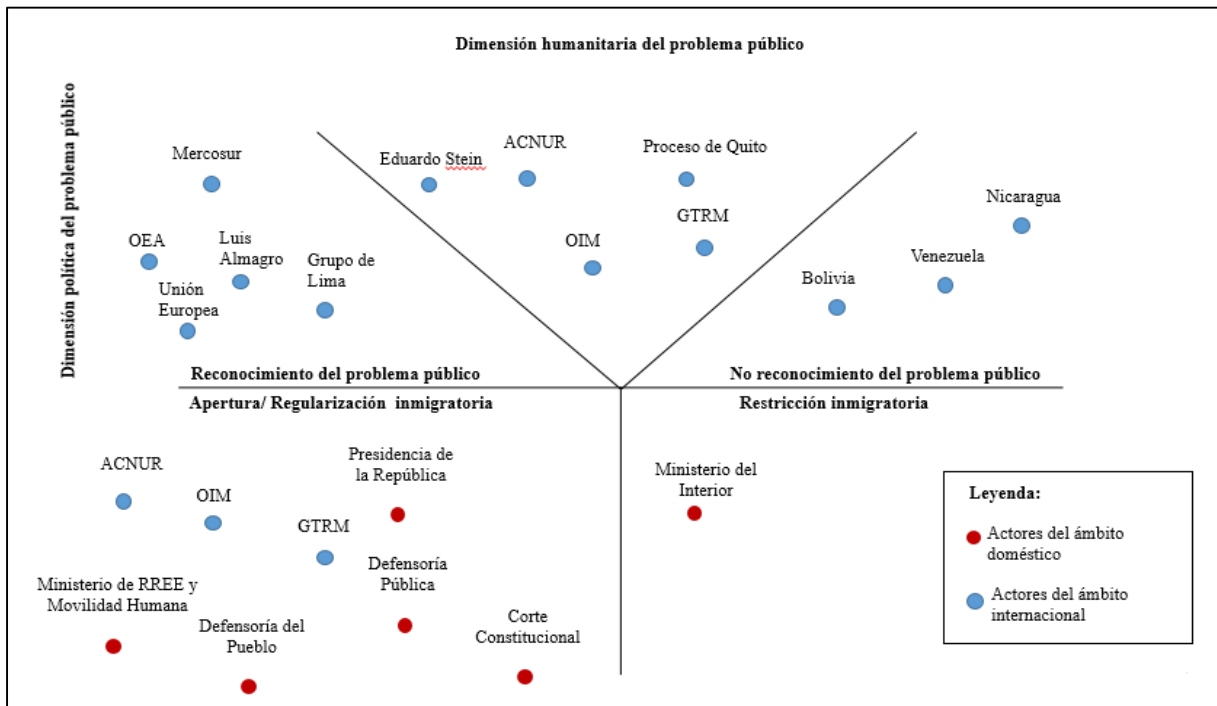 Dimensión humanitaria del problema público
Dimensión política del problema público
Mercosur
Eduardo Stein
ACNUR
Proceso de Quito
Nicaragua
OEA
Luis
Almagro
Grupo de
Lima
OIM
GTRM
Venezuela
Bolivia
Unión
Europea
Reconocimiento del problema público
No reconocimiento del problema público
Apertura/ Regularización inmigratoria
Restricción inmigratoria
ACNUR
OIM
GTRM
Presidencia de
la República
Ministerio del
Interior
Ministerio de RREE y
Movilidad Humana
Defensoría del
Pueblo
Defensoría
Pública
Corte
Constitucional
Leyenda:
Actores del ámbito
doméstico
Actores del ámbito
internacional